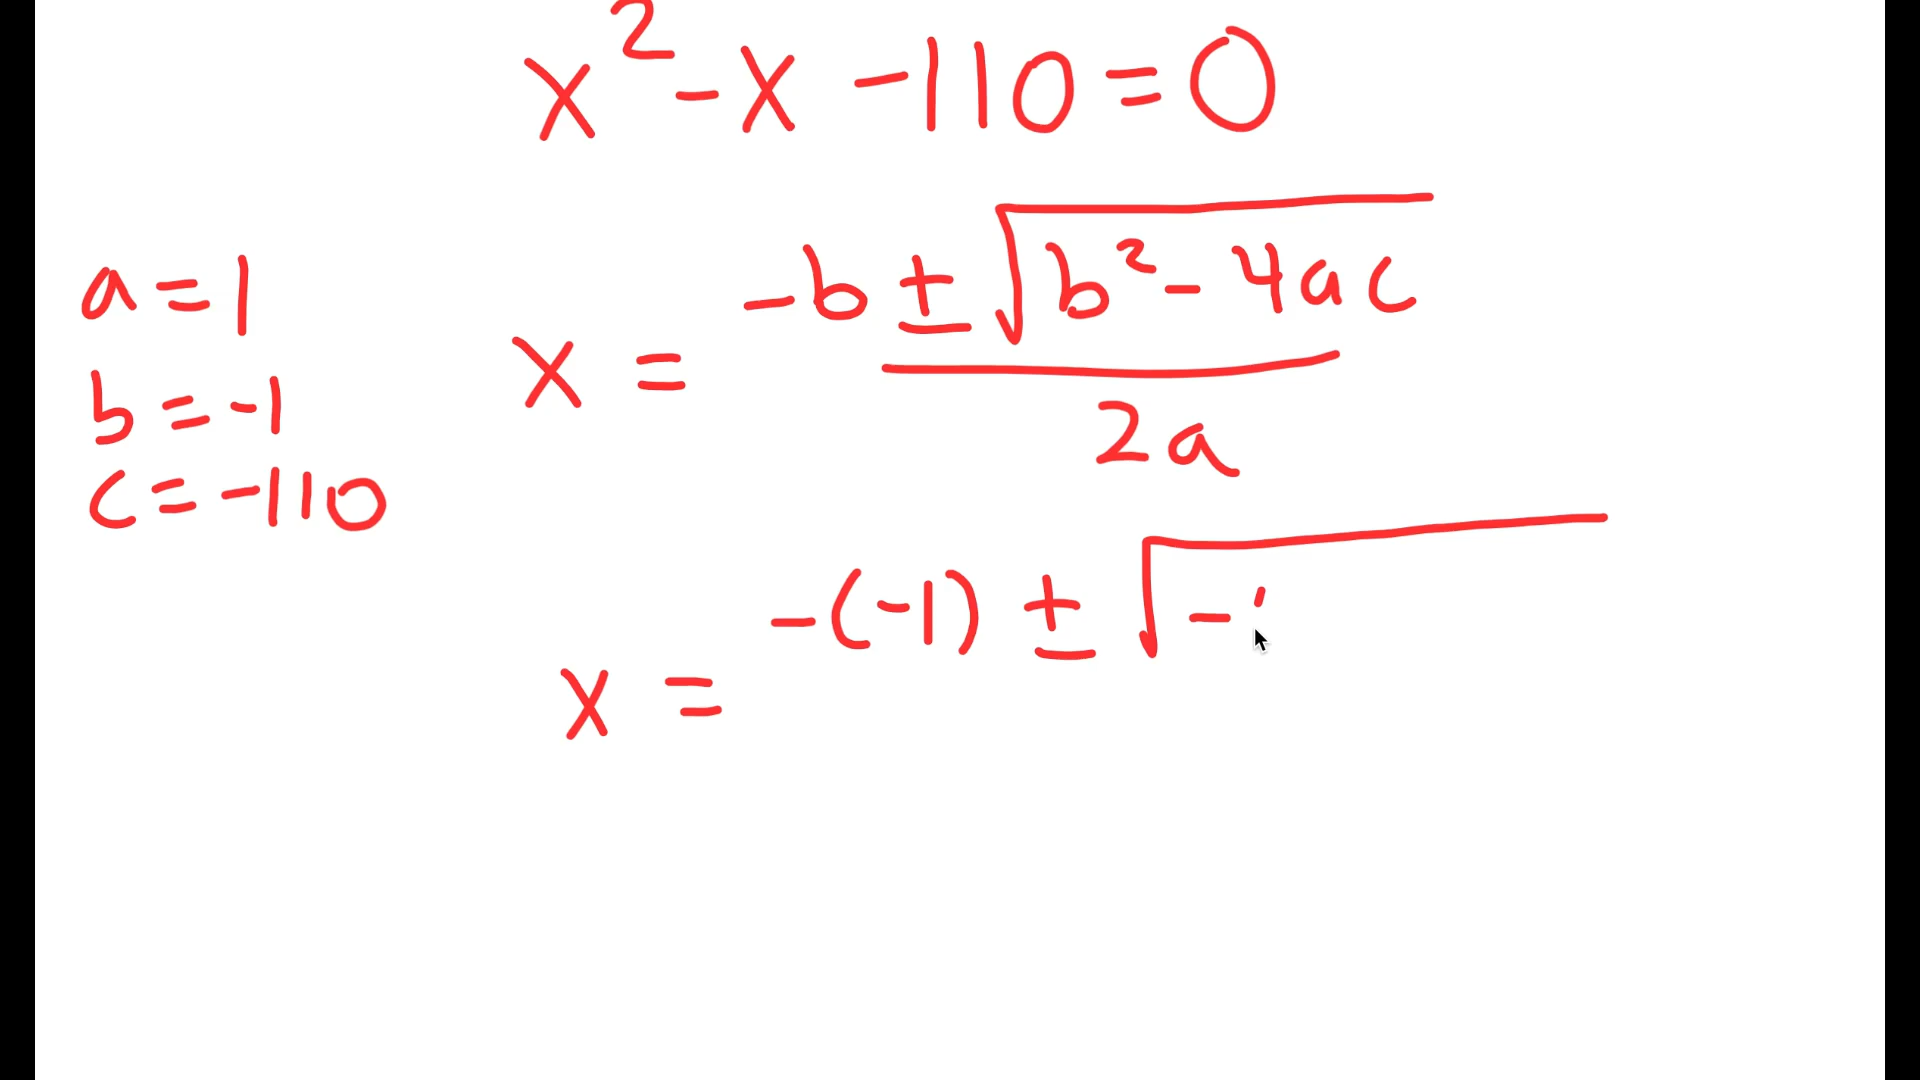 x² - x - 110 = 0
a = 1
b = -1
c = -110
x = (-b ± √(b² - 4ac)) / 2a
x = -(-1) ± √(-